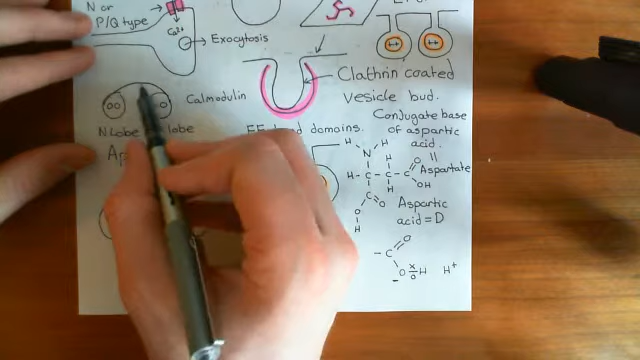 N or
P/Q type
Ca2+
Exocytosis
Clathrin coated
vesicle bud.
Calmodulin
N lobe
lobe
Ap
domains.
Conjugate base
of aspartic
acid.
=
Aspartate
H H
N H
H - C - C - C O
H OH
C O
O
H
Aspartic
acid = D
- C O
O H H+
-